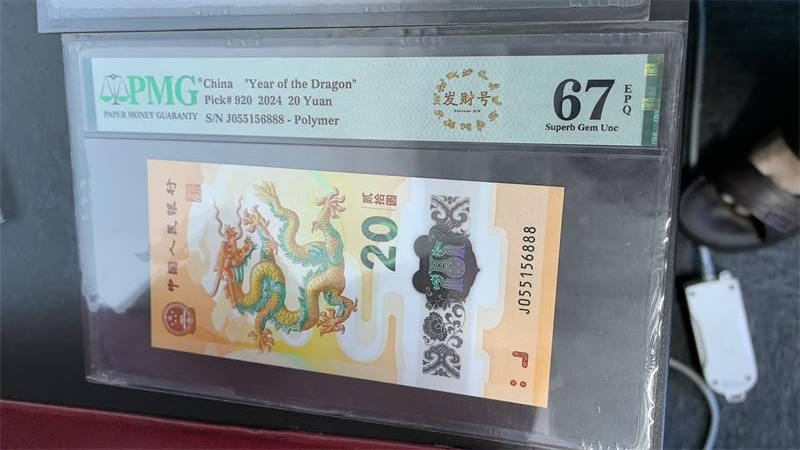 PMG
PAPER MONEY GUARANTY
China "Year of the Dragon"
Pick# 920 2024 20 Yuan
S/N J055156888 - Polymer
发财号
67
EPQ
Superb Gem Unc
中国人民银行
贰拾圆
20
J055156888